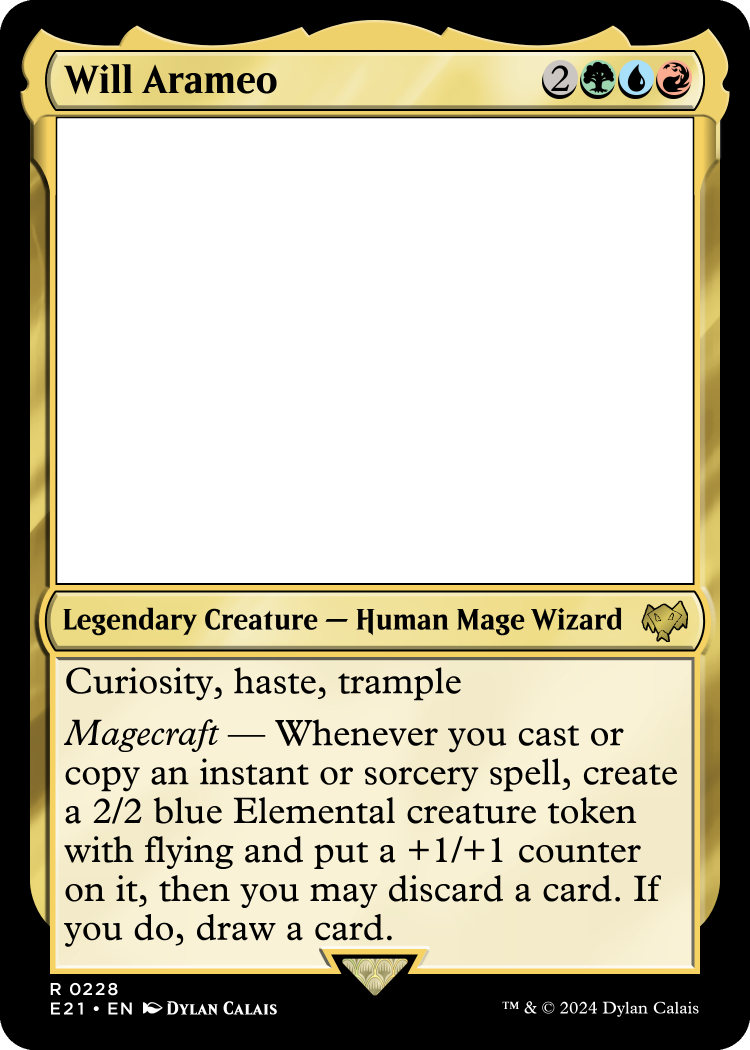 Will Arameo 2
Legendary Creature — Human Mage Wizard
Curiosity, haste, trample
Magecraft — Whenever you cast or
copy an instant or sorcery spell, create
a 2/2 blue Elemental creature token
with flying and put a +1/+1 counter
on it, then you may discard a card. If
you do, draw a card.
R 0228
E21 • EN Dylan Calais
™ & © 2024 Dylan Calais